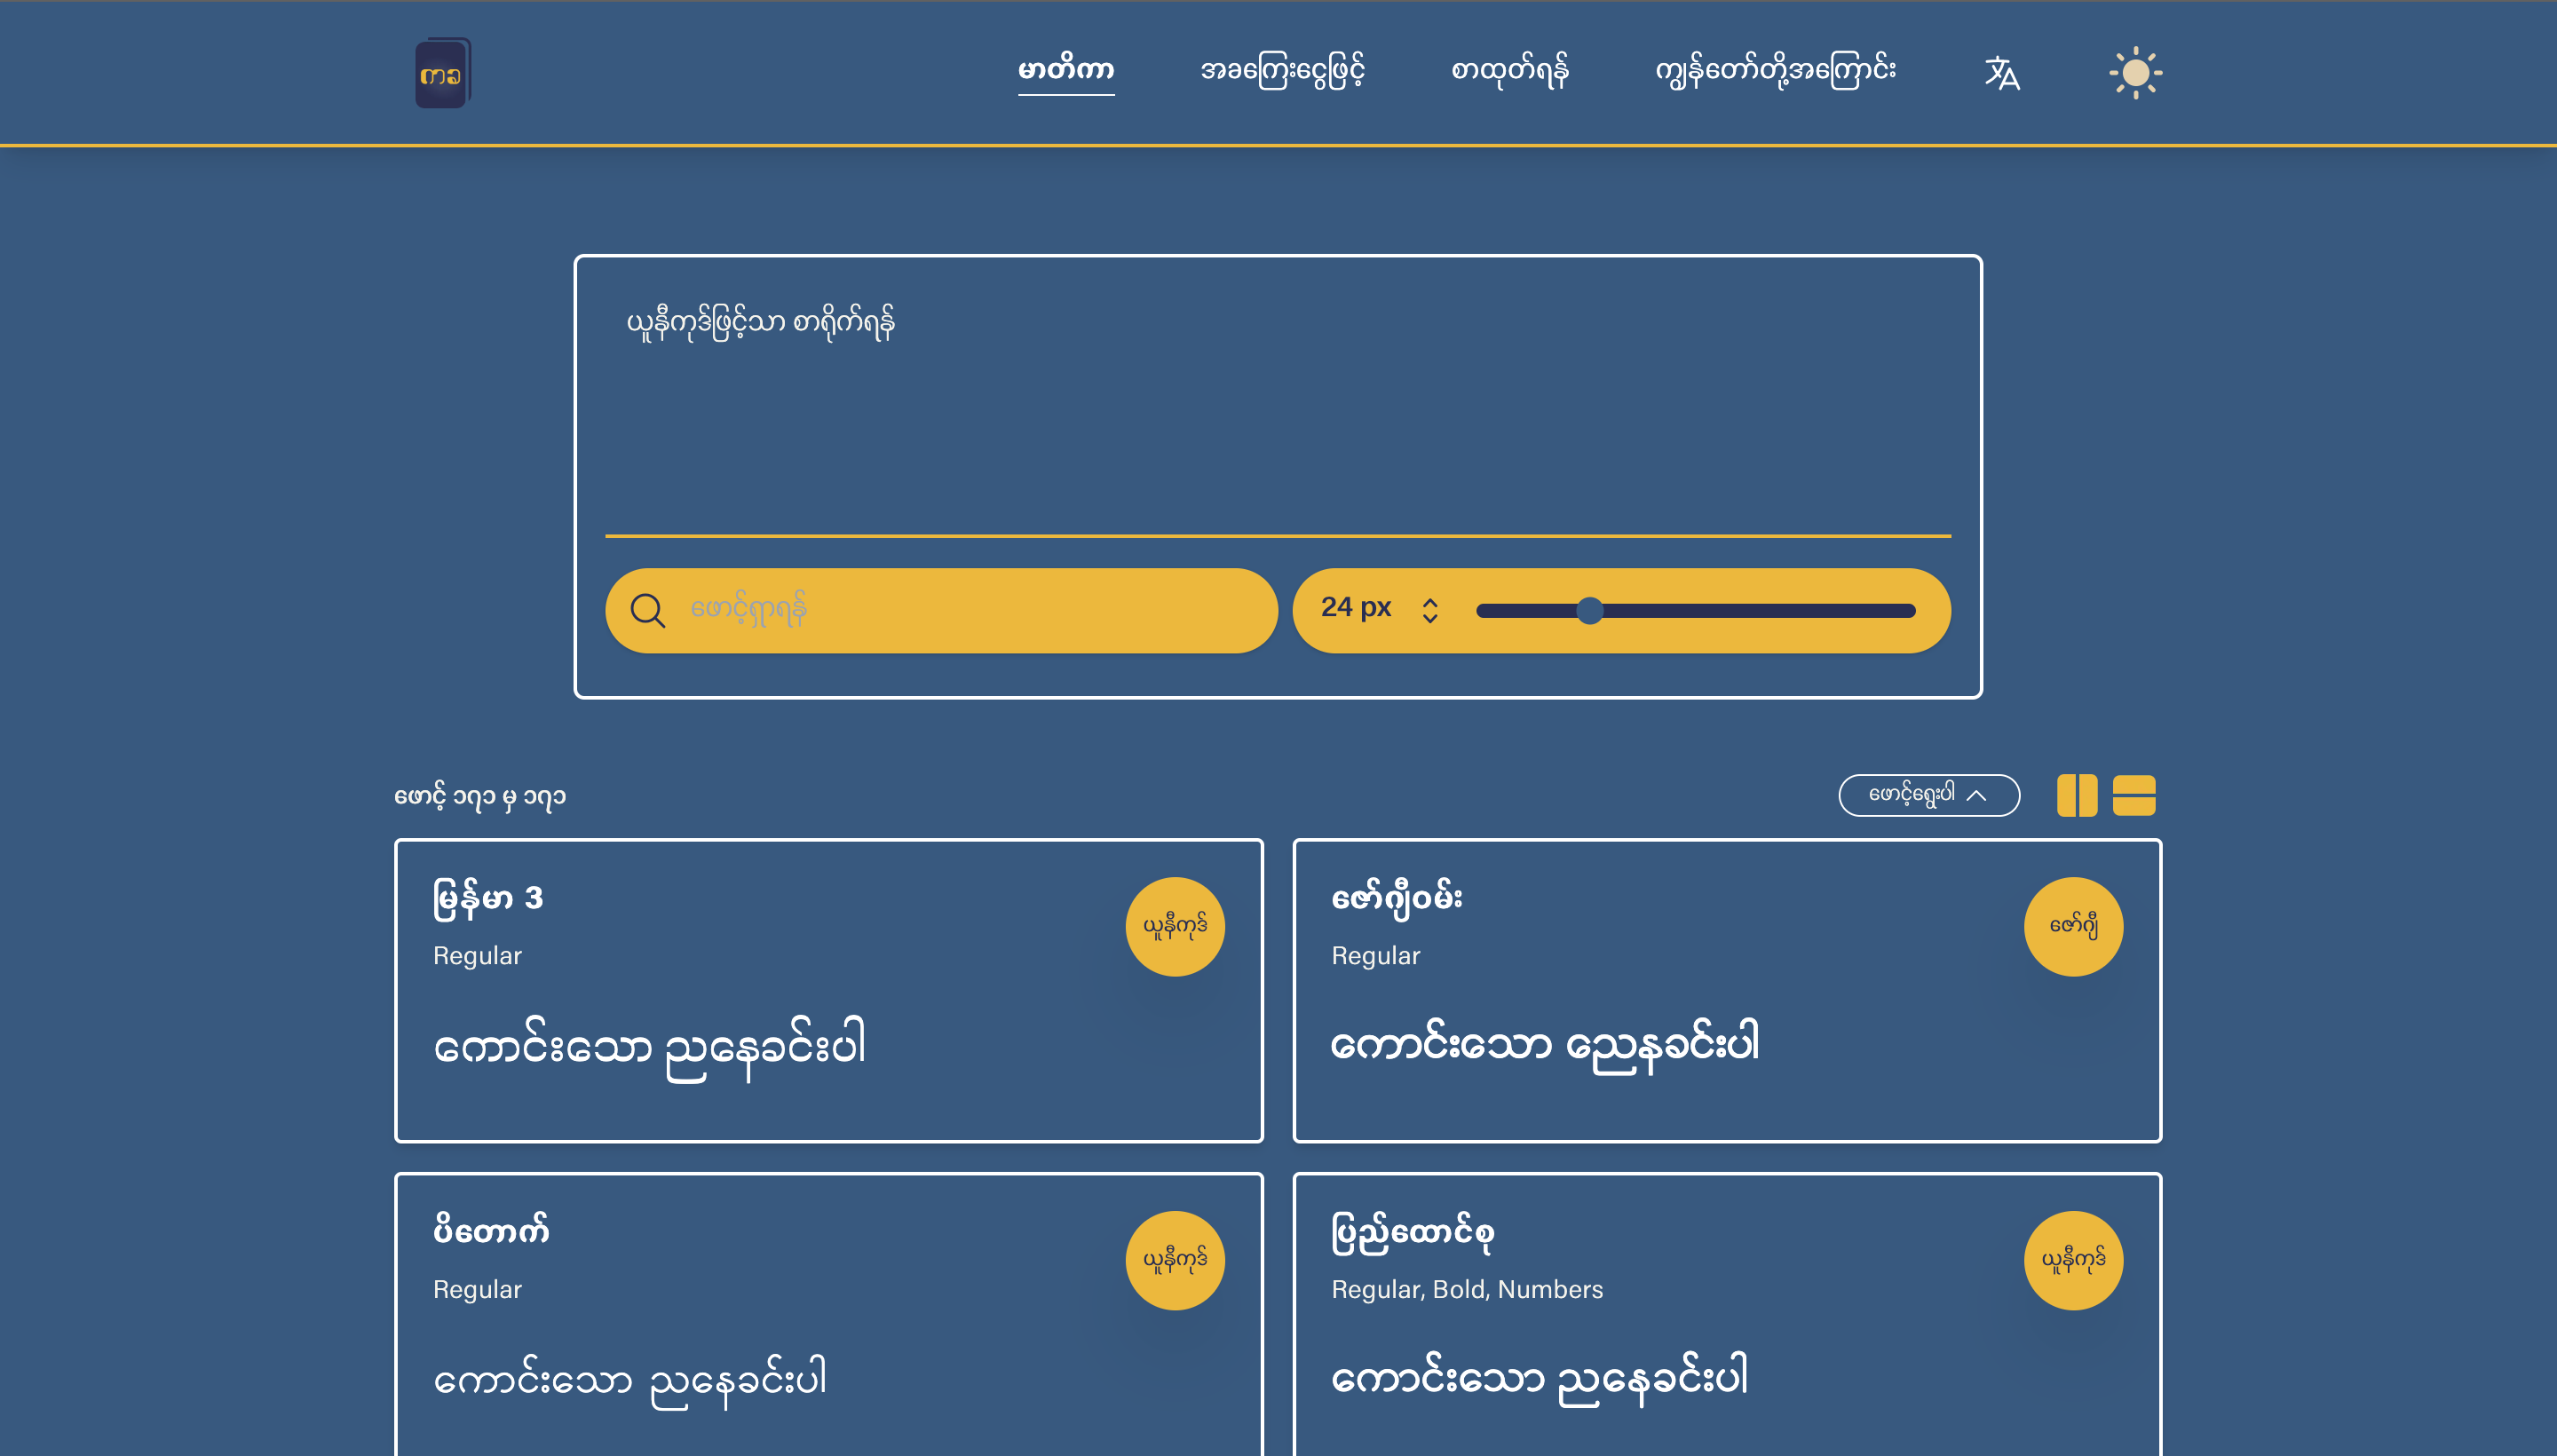 ကခ
မာတိကာ
အခကြေးငွေဖြင့်
စာထုတ်ရန်
ကျွန်တော်တို့အကြောင်း
ယူနီကုဒ်ဖြင့်သာ စာရိုက်ရန်
ဖောင့်ရှာရန်
24 px
ဖောင့် ၁၇၁ မှ ၁၇၁
ဖောင့်ရွေးပါ
မြန်မာ 3
ယူနီကုဒ်
Regular
ကောင်းသော ညနေခင်းပါ
ဇော်ဂျီဝမ်း
ဇော်ဂျီ
Regular
ကောင်းသော ညေနခင်းပါ
ပိတောက်
ယူနီကုဒ်
Regular
ကောင်းသော ညနေခင်းပါ
ပြည်ထောင်စု
ယူနီကုဒ်
Regular, Bold, Numbers
ကောင်းသော ညနေခင်းပါ